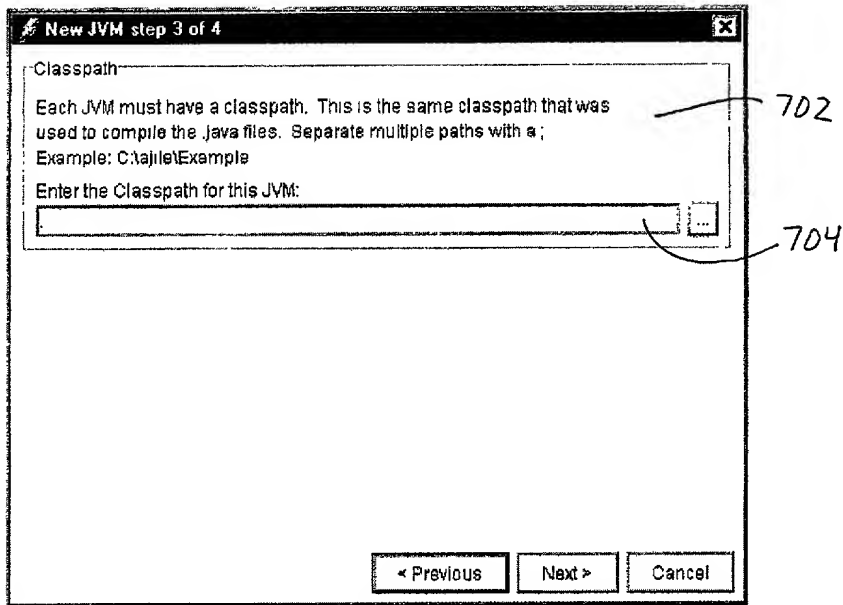 New JVM step 3 of 4
Classpath
Each JVM must have a classpath. This is the same classpath that was
used to compile the .java files. Separate multiple paths with a ;
Example: C:\ajile\Example
Enter the Classpath for this JVM:
.
...
< Previous
Next >
Cancel
702
704